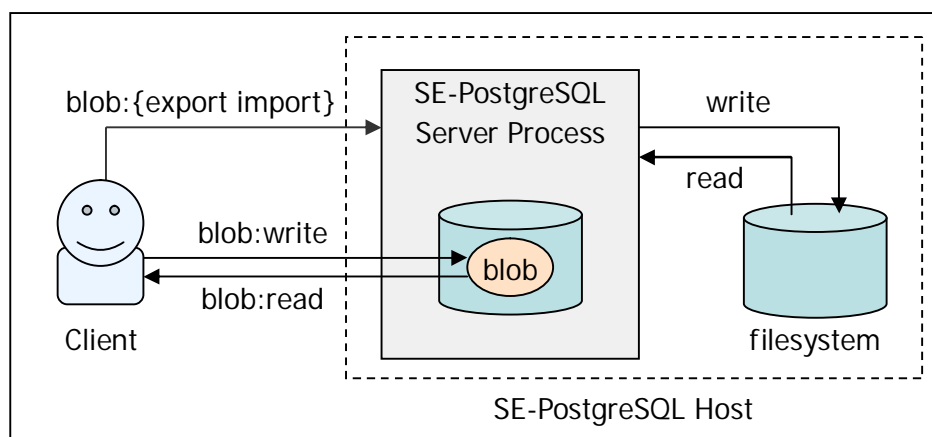 blob:{export import}
SE-PostgreSQL
Server Process
write
read
blob:write
blob
blob:read
Client
filesystem
SE-PostgreSQL Host